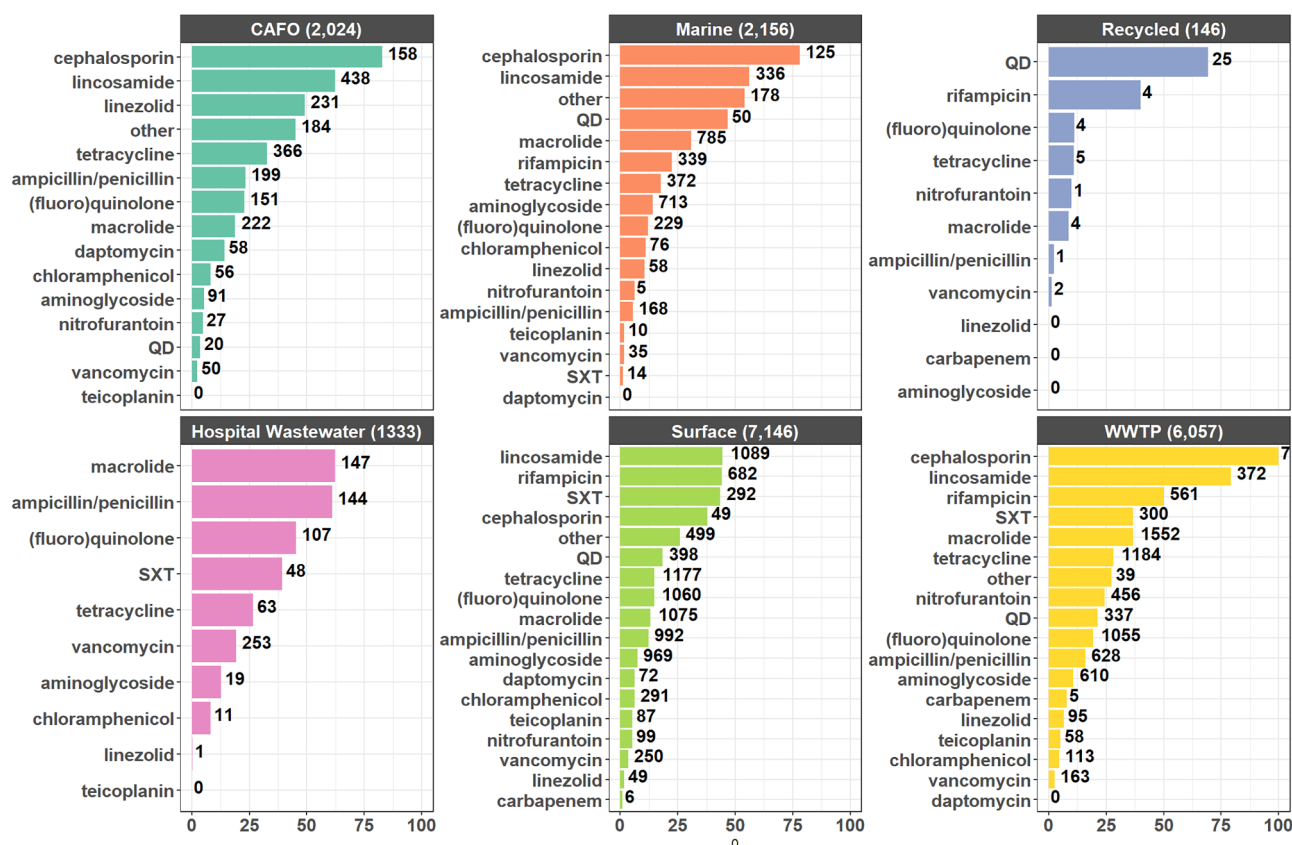 CAFO (2,024)
cephalosporin 158
lincosamide 438
linezolid 231
other 184
tetracycline 366
ampicillin/penicillin 199
(fluoro)quinolone 151
macrolide 222
daptomycin 58
chloramphenicol 56
aminoglycoside 91
nitrofurantoin 27
QD 20
vancomycin 50
teicoplanin 0
Marine (2,156)
cephalosporin 125
lincosamide 336
other 178
QD 50
macrolide 785
rifampicin 339
tetracycline 372
aminoglycoside 713
(fluoro)quinolone 229
chloramphenicol 76
linezolid 58
nitrofurantoin 5
ampicillin/penicillin 168
teicoplanin 10
vancomycin 35
SXT 14
daptomycin 0
Recycled (146)
QD 25
rifampicin 4
(fluoro)quinolone 4
tetracycline 5
nitrofurantoin 1
macrolide 4
ampicillin/penicillin 1
vancomycin 2
linezolid 0
carbapenem 0
aminoglycoside 0
Hospital Wastewater (1333)
macrolide 147
ampicillin/penicillin 144
(fluoro)quinolone 107
SXT 48
tetracycline 63
vancomycin 253
aminoglycoside 19
chloramphenicol 11
linezolid 1
teicoplanin 0
0 25 50 75 100
Surface (7,146)
lincosamide 1089
rifampicin 682
SXT 292
cephalosporin 49
other 499
QD 398
tetracycline 1177
(fluoro)quinolone 1060
macrolide 1075
ampicillin/penicillin 992
aminoglycoside 969
daptomycin 72
chloramphenicol 291
teicoplanin 87
nitrofurantoin 99
vancomycin 250
linezolid 49
carbapenem 6
0 25 50 75 100
WWTP (6,057)
cephalosporin 7
lincosamide 372
rifampicin 561
SXT 300
macrolide 1552
tetracycline 1184
other 39
nitrofurantoin 456
QD 337
(fluoro)quinolone 1055
ampicillin/penicillin 628
aminoglycoside 610
carbapenem 5
linezolid 95
teicoplanin 58
chloramphenicol 113
vancomycin 163
daptomycin 0
0 25 50 75 100